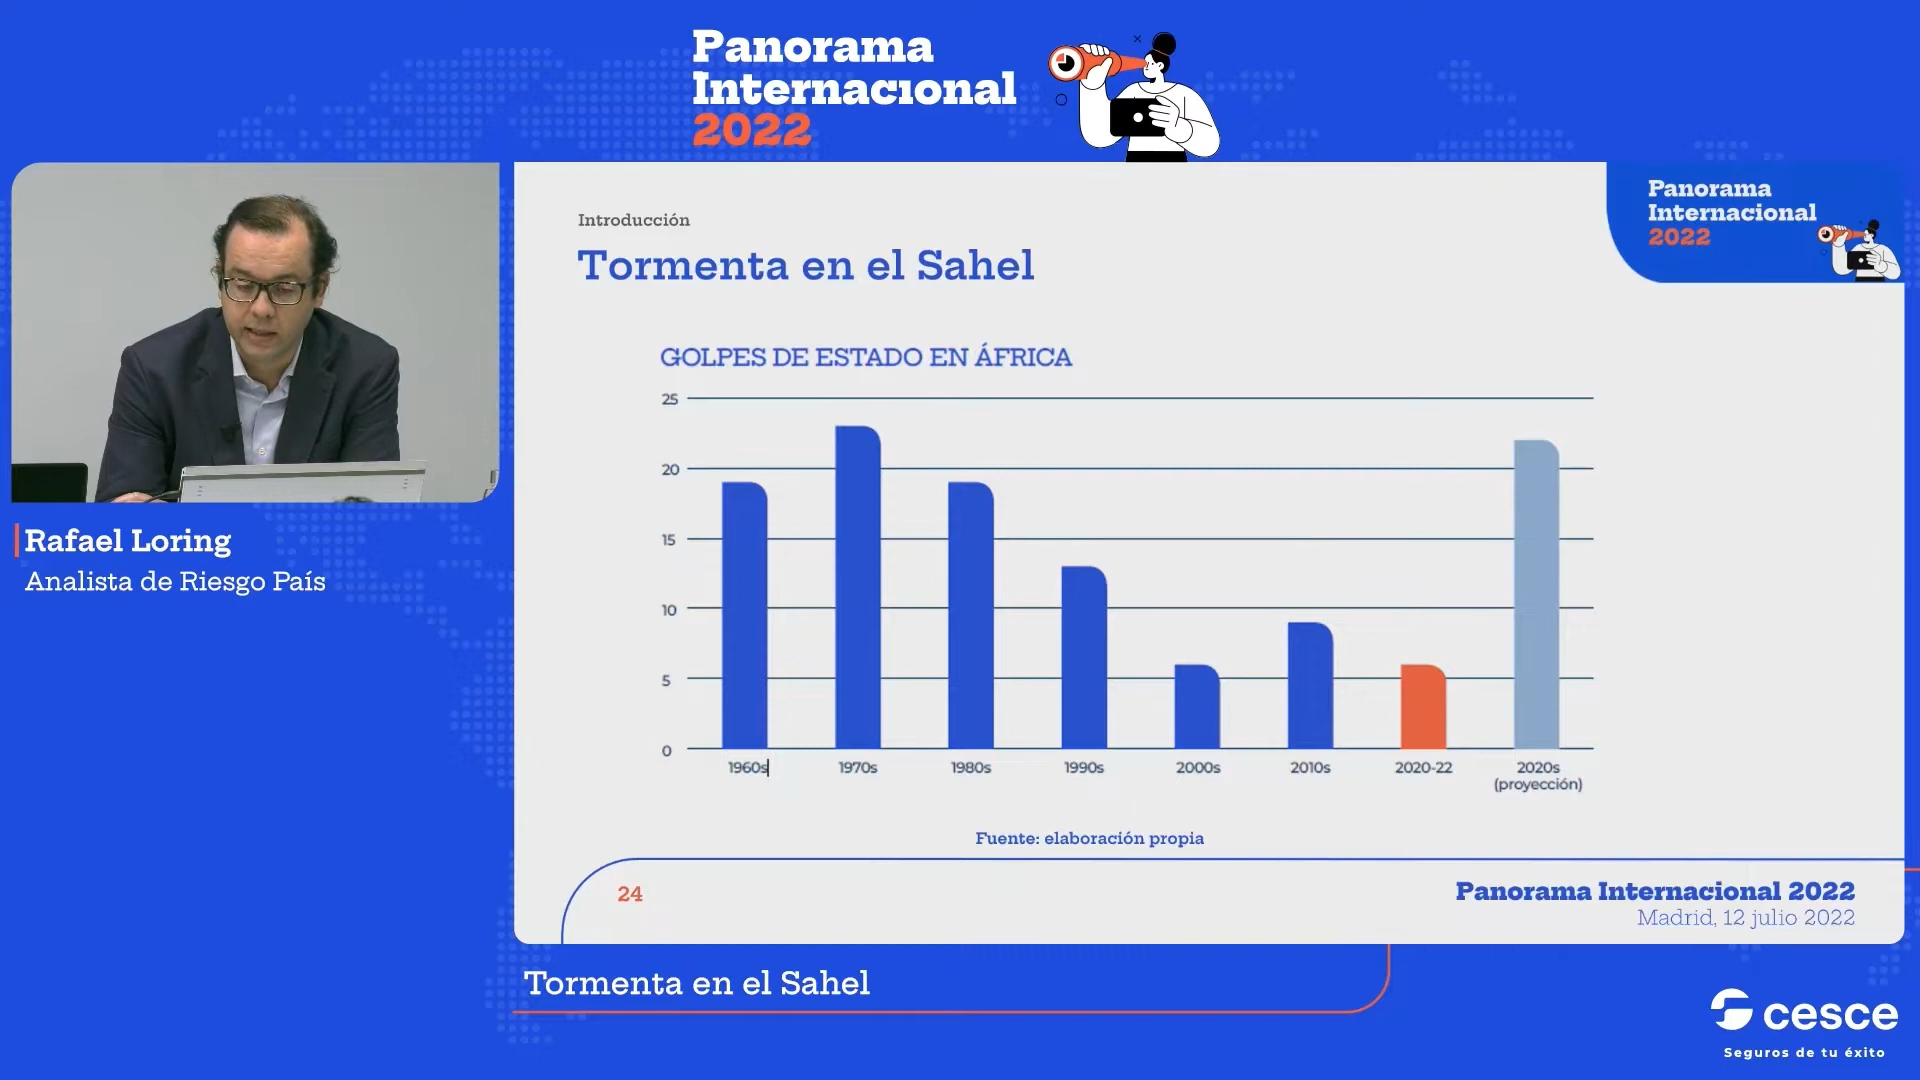 Panorama
Internacıonal
2022
Panorama
Internacional
2022
Introducción
Tormenta en el Sahel
GOLPES DE ESTADO EN ÁFRICA
25
20
15
10
5
0
1960s 1970s 1980s 1990s 2000s 2010s 2020-22 2020s
(proyección)
Fuente: elaboración propia
24
Panorama Internacional 2022
Madrid, 12 julio 2022
Rafael Loring
Analista de Riesgo País
Tormenta en el Sahel
cesce
Seguros de tu éxito